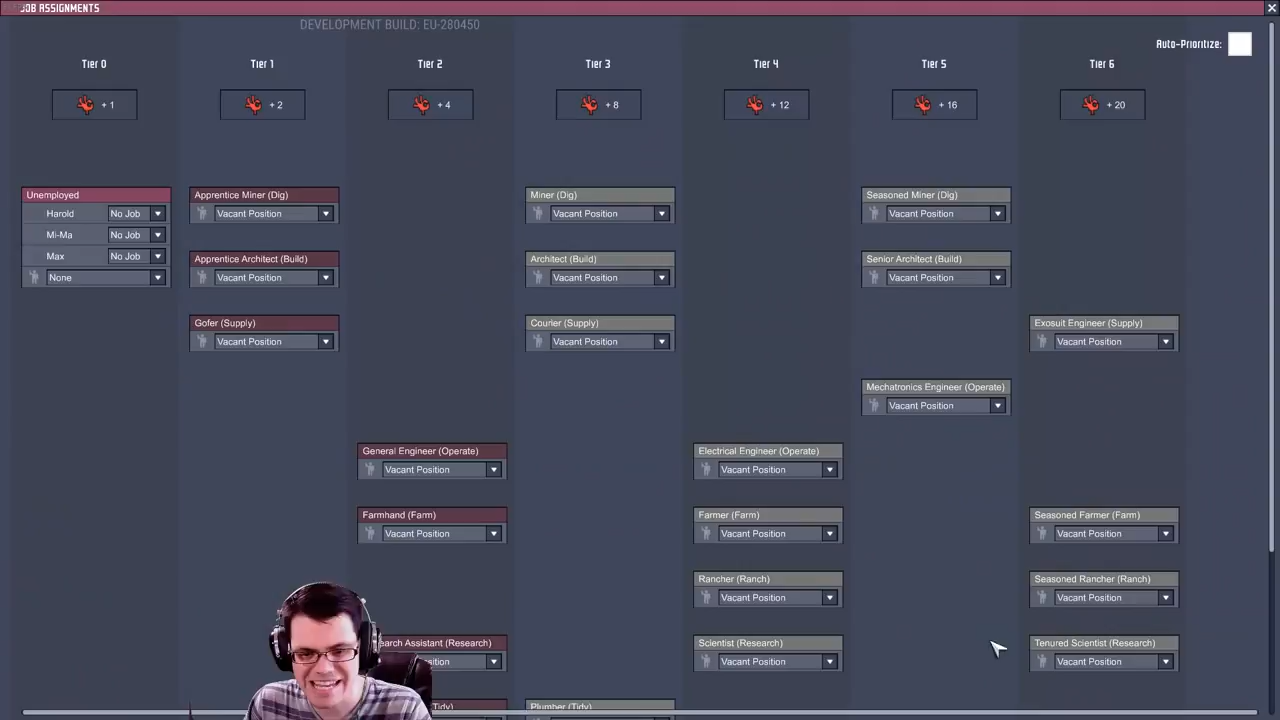 JOB ASSIGNMENTS
DEVELOPMENT BUILD: EU-280450
Auto-Prioritize:
Tier 0 Tier 1 Tier 2 Tier 3 Tier 4 Tier 5 Tier 6
+ 1 + 2 + 4 + 8 + 12 + 16 + 20
Unemployed Apprentice Miner (Dig) Miner (Dig) Seasoned Miner (Dig)
Harold No Job Vacant Position Vacant Position Vacant Position
Mi-Ma No Job
Max No Job Apprentice Architect (Build) Architect (Build) Senior Architect (Build)
None Vacant Position Vacant Position Vacant Position
Gofer (Supply) Courier (Supply) Exosuit Engineer (Supply)
Vacant Position Vacant Position Vacant Position
Mechatronics Engineer (Operate)
Vacant Position
General Engineer (Operate) Electrical Engineer (Operate)
Vacant Position Vacant Position
Farmhand (Farm) Farmer (Farm) Seasoned Farmer (Farm)
Vacant Position Vacant Position Vacant Position
Rancher (Ranch) Seasoned Rancher (Ranch)
Vacant Position Vacant Position
Assistant (Research) Scientist (Research) Tenured Scientist (Research)
Vacant Position Vacant Position
Plumber (Tidy)